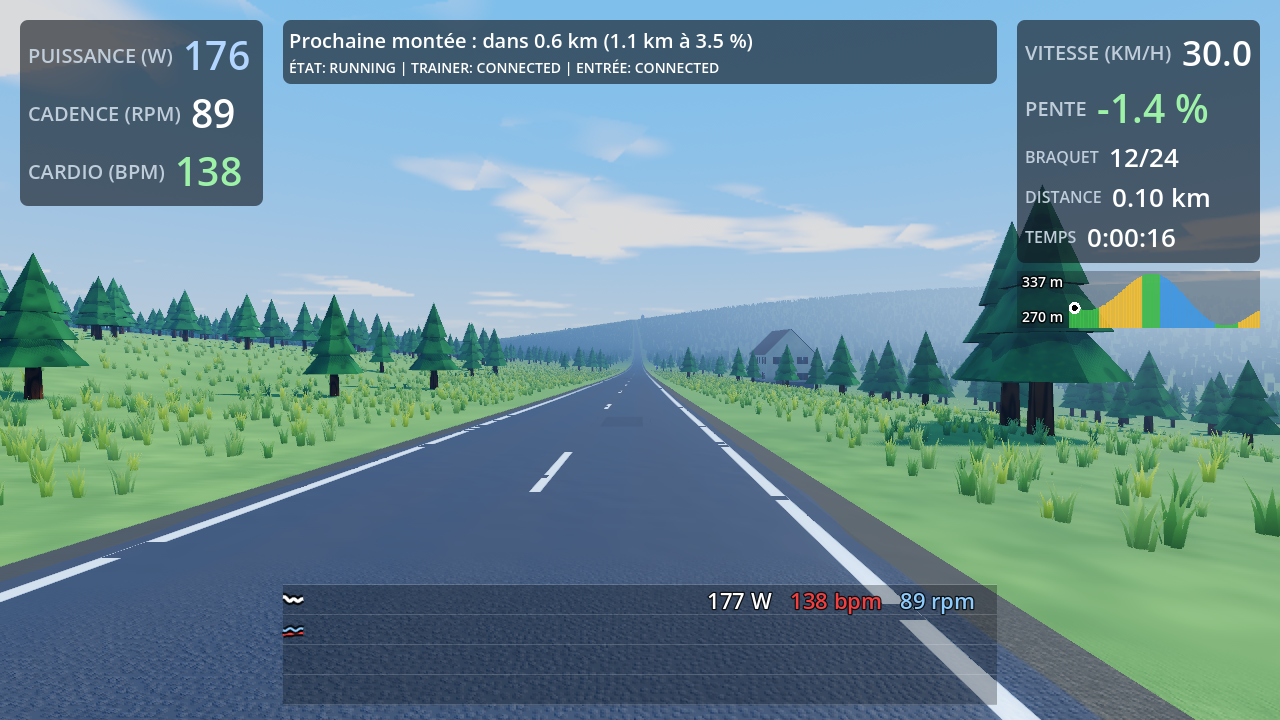 PUISSANCE (W) 176
CADENCE (RPM) 89
CARDIO (BPM) 138
Prochaine montée : dans 0.6 km (1.1 km à 3.5 %)
ÉTAT: RUNNING | TRAINER: CONNECTED | ENTRÉE: CONNECTED
VITESSE (KM/H) 30.0
PENTE -1.4 %
BRAQUET 12/24
DISTANCE 0.10 km
TEMPS 0:00:16
337 m
270 m
177 W 138 bpm 89 rpm